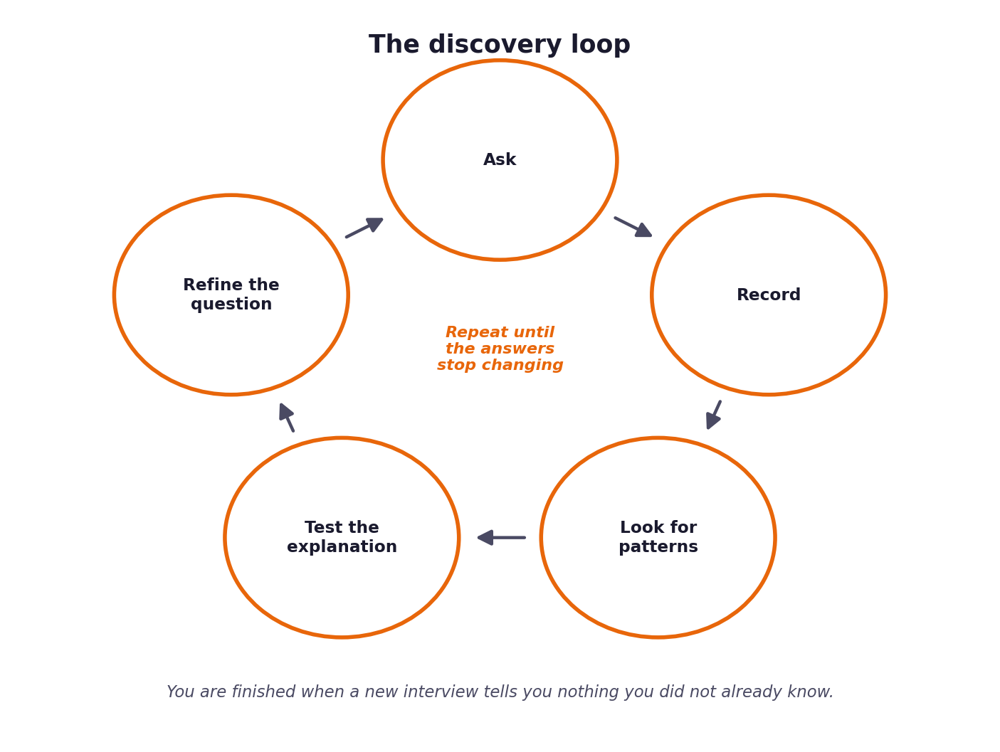 The discovery loop
Ask
Record
Refine the
question
Repeat until
the answers
stop changing
Look for
patterns
Test the
explanation
You are finished when a new interview tells you nothing you did not already know.